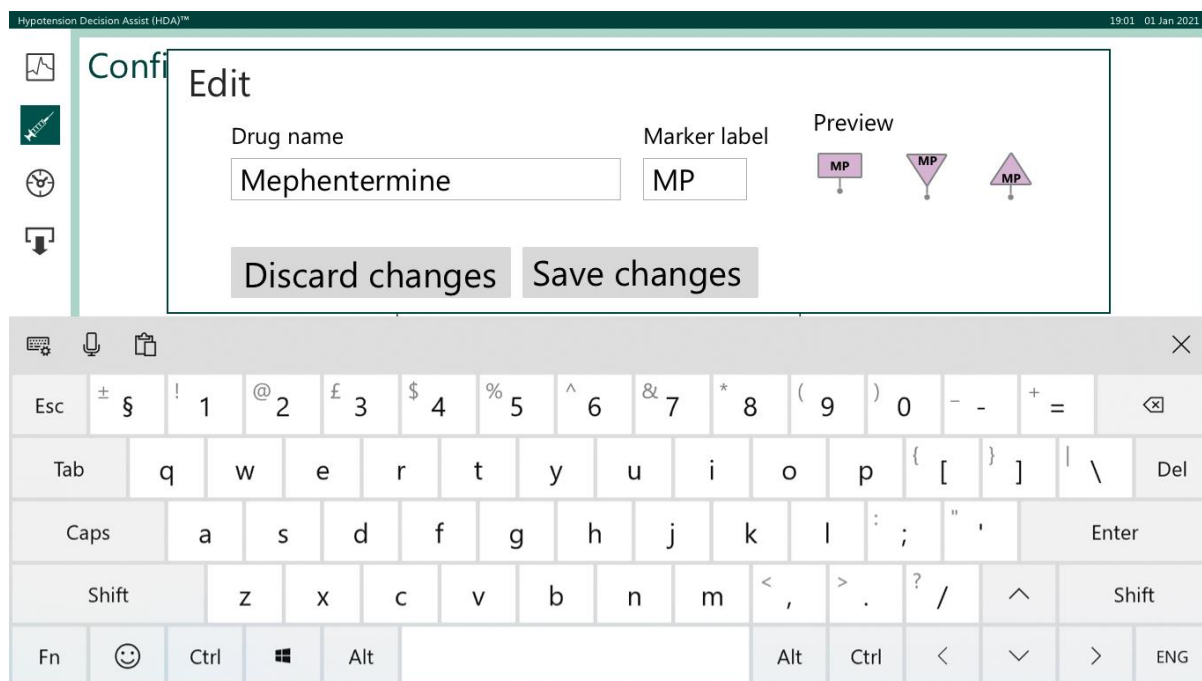 Hypotension Decision Assist (HDA)™ 19:01 01 Jan 2021
Confi
Edit
Drug name Marker label Preview
Mephentermine MP MP MP MP
Discard changes Save changes
Esc ± § ! 1 @ 2 £ 3 $ 4 % 5 ^ 6 & 7 * 8 ( 9 ) 0 _ - + =
Tab q w e r t y u i o p { [ } ] | \ Del
Caps a s d f g h j k l : ; " ' Enter
Shift z x c v b n m < , > . ? / Shift
Fn Ctrl Alt Alt Ctrl ENG